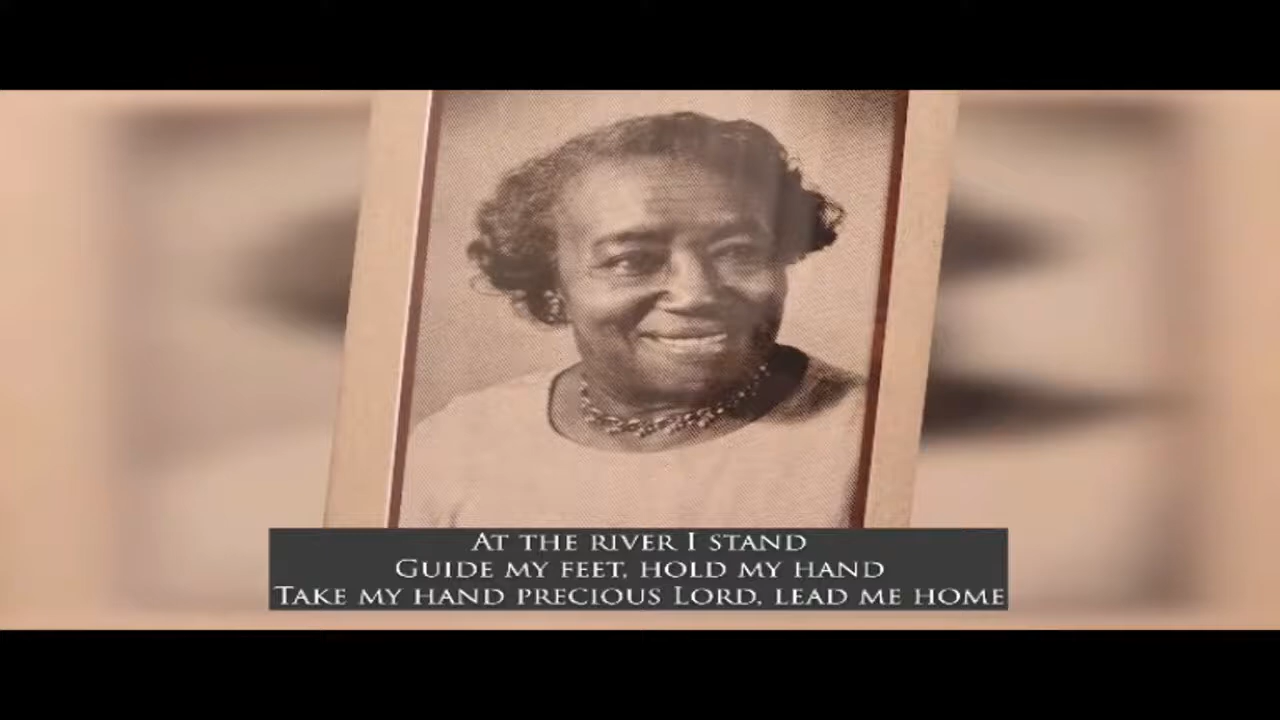 At the river I stand
Guide my feet, hold my hand
Take my hand precious Lord, lead me home